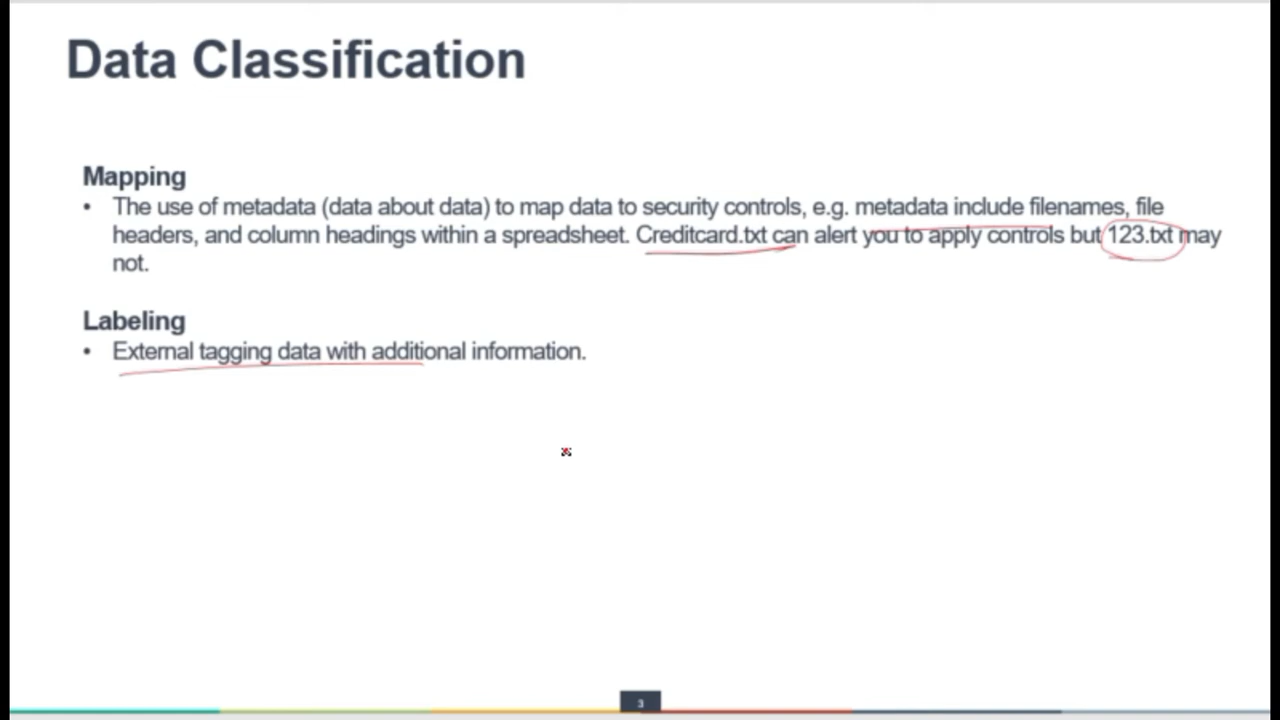 Data Classification
Mapping
• The use of metadata (data about data) to map data to security controls, e.g. metadata include filenames, file
headers, and column headings within a spreadsheet. Creditcard.txt can alert you to apply controls but 123.txt may
not.
Labeling
• External tagging data with additional information.
3